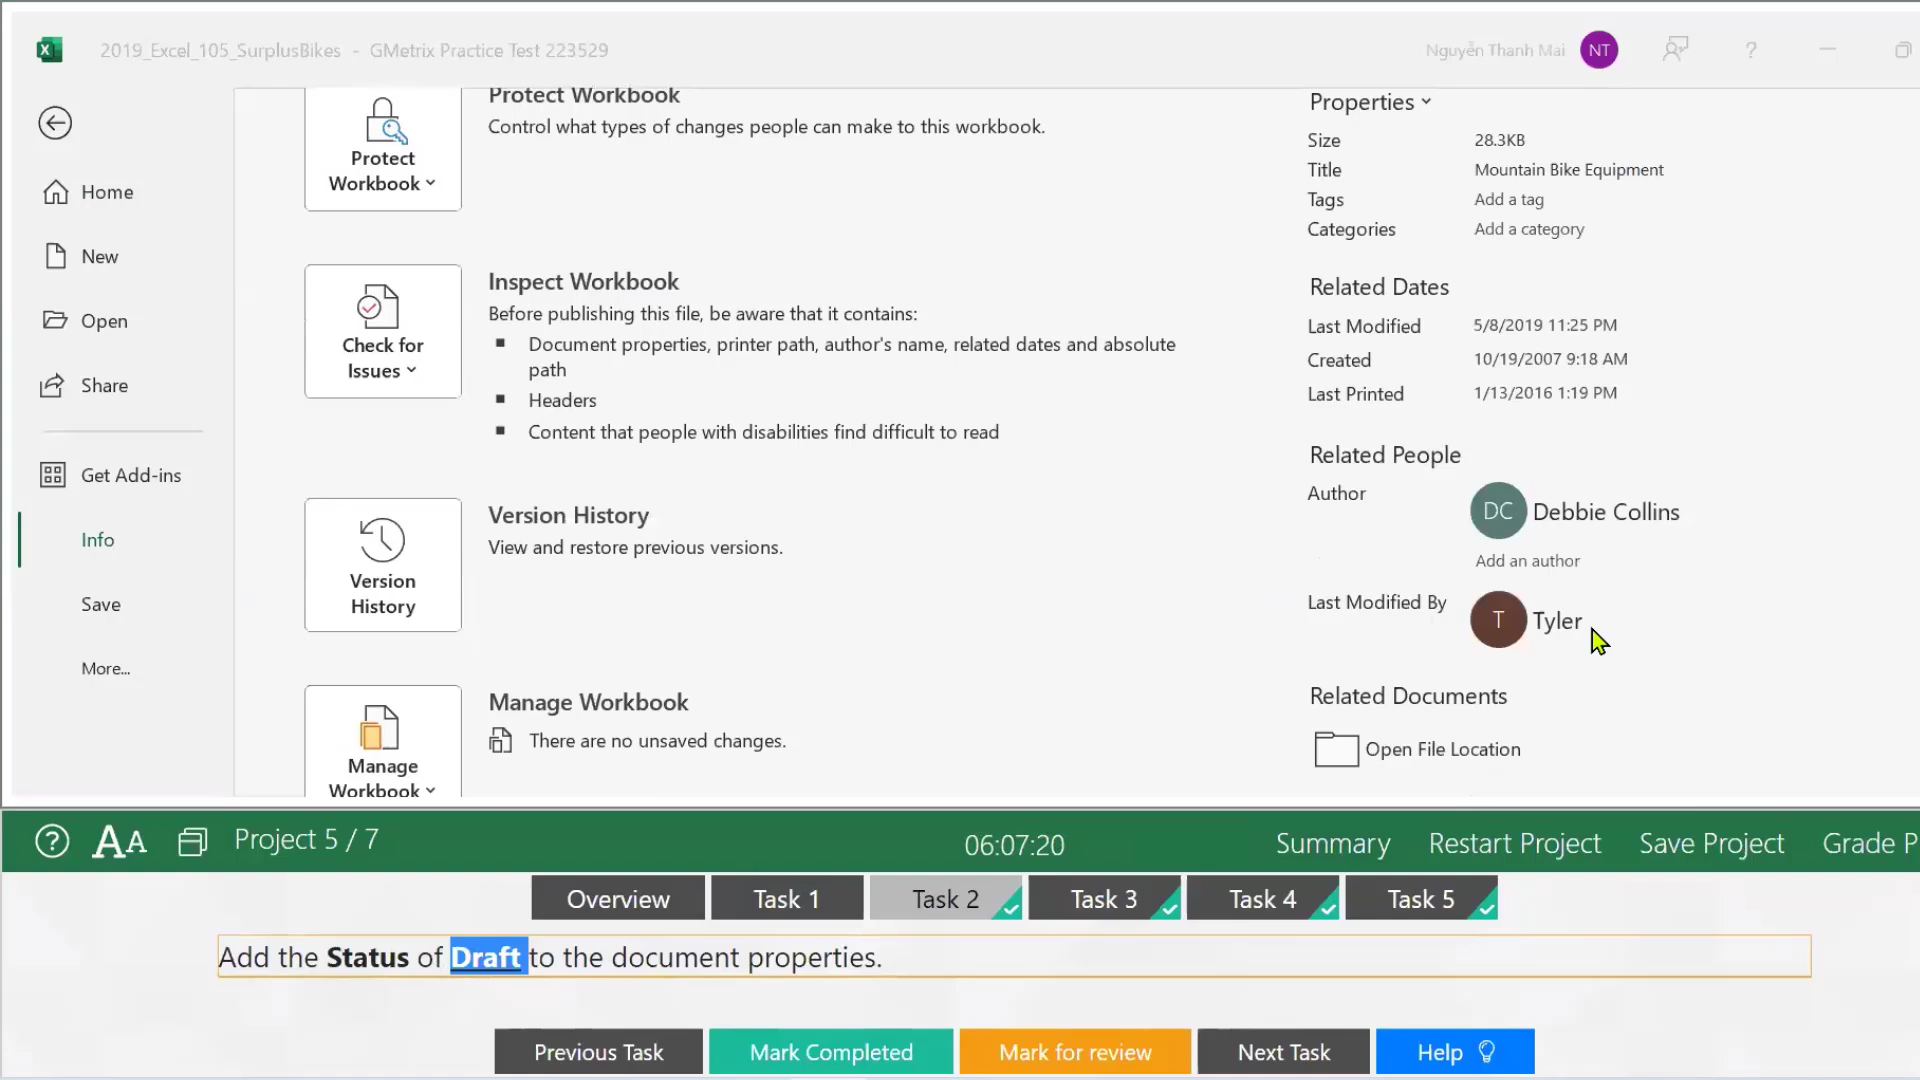 2019_Excel_105_SurplusBikes - GMetrix Practice Test 223529
Nguyễn Thanh Mai
NT
?
Home
New
Open
Share
Get Add-ins
Info
Save
More...
Protect Workbook
Protect Workbook
Control what types of changes people can make to this workbook.
Check for Issues
Inspect Workbook
Before publishing this file, be aware that it contains:
Document properties, printer path, author's name, related dates and absolute
path
Headers
Content that people with disabilities find difficult to read
Version History
Version History
View and restore previous versions.
Manage Workbook
Manage Workbook
There are no unsaved changes.
Properties
Size 28.3KB
Title Mountain Bike Equipment
Tags Add a tag
Categories Add a category
Related Dates
Last Modified 5/8/2019 11:25 PM
Created 10/19/2007 9:18 AM
Last Printed 1/13/2016 1:19 PM
Related People
Author DC Debbie Collins
Add an author
Last Modified By T Tyler
Related Documents
Open File Location
? AA Project 5 / 7
06:07:20
Summary Restart Project Save Project Grade P
Overview Task 1 Task 2 Task 3 Task 4 Task 5
Add the Status of Draft to the document properties.
Previous Task Mark Completed Mark for review Next Task Help